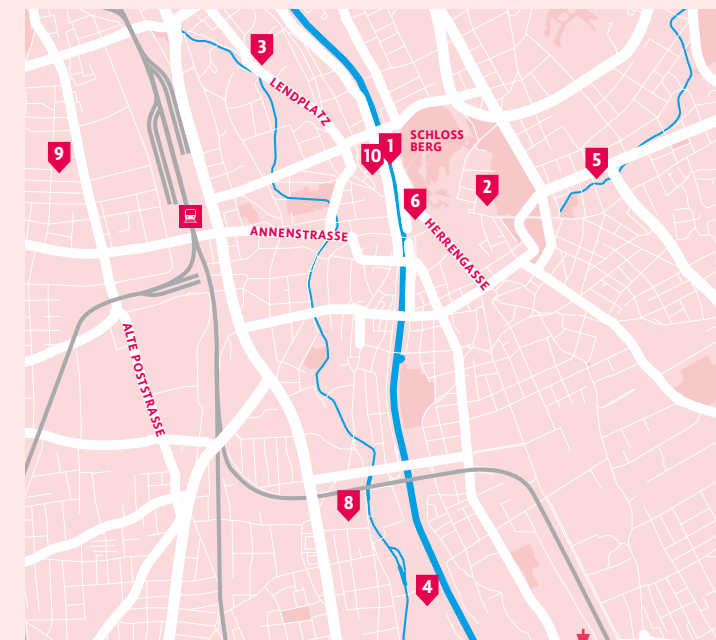 3
LENDPLATZ
9
10
1
SCHLOSS
BERG
5
2
6
ANNENSTRASSE
HERRENGASSE
ALTE POSTSTRASSE
8
4